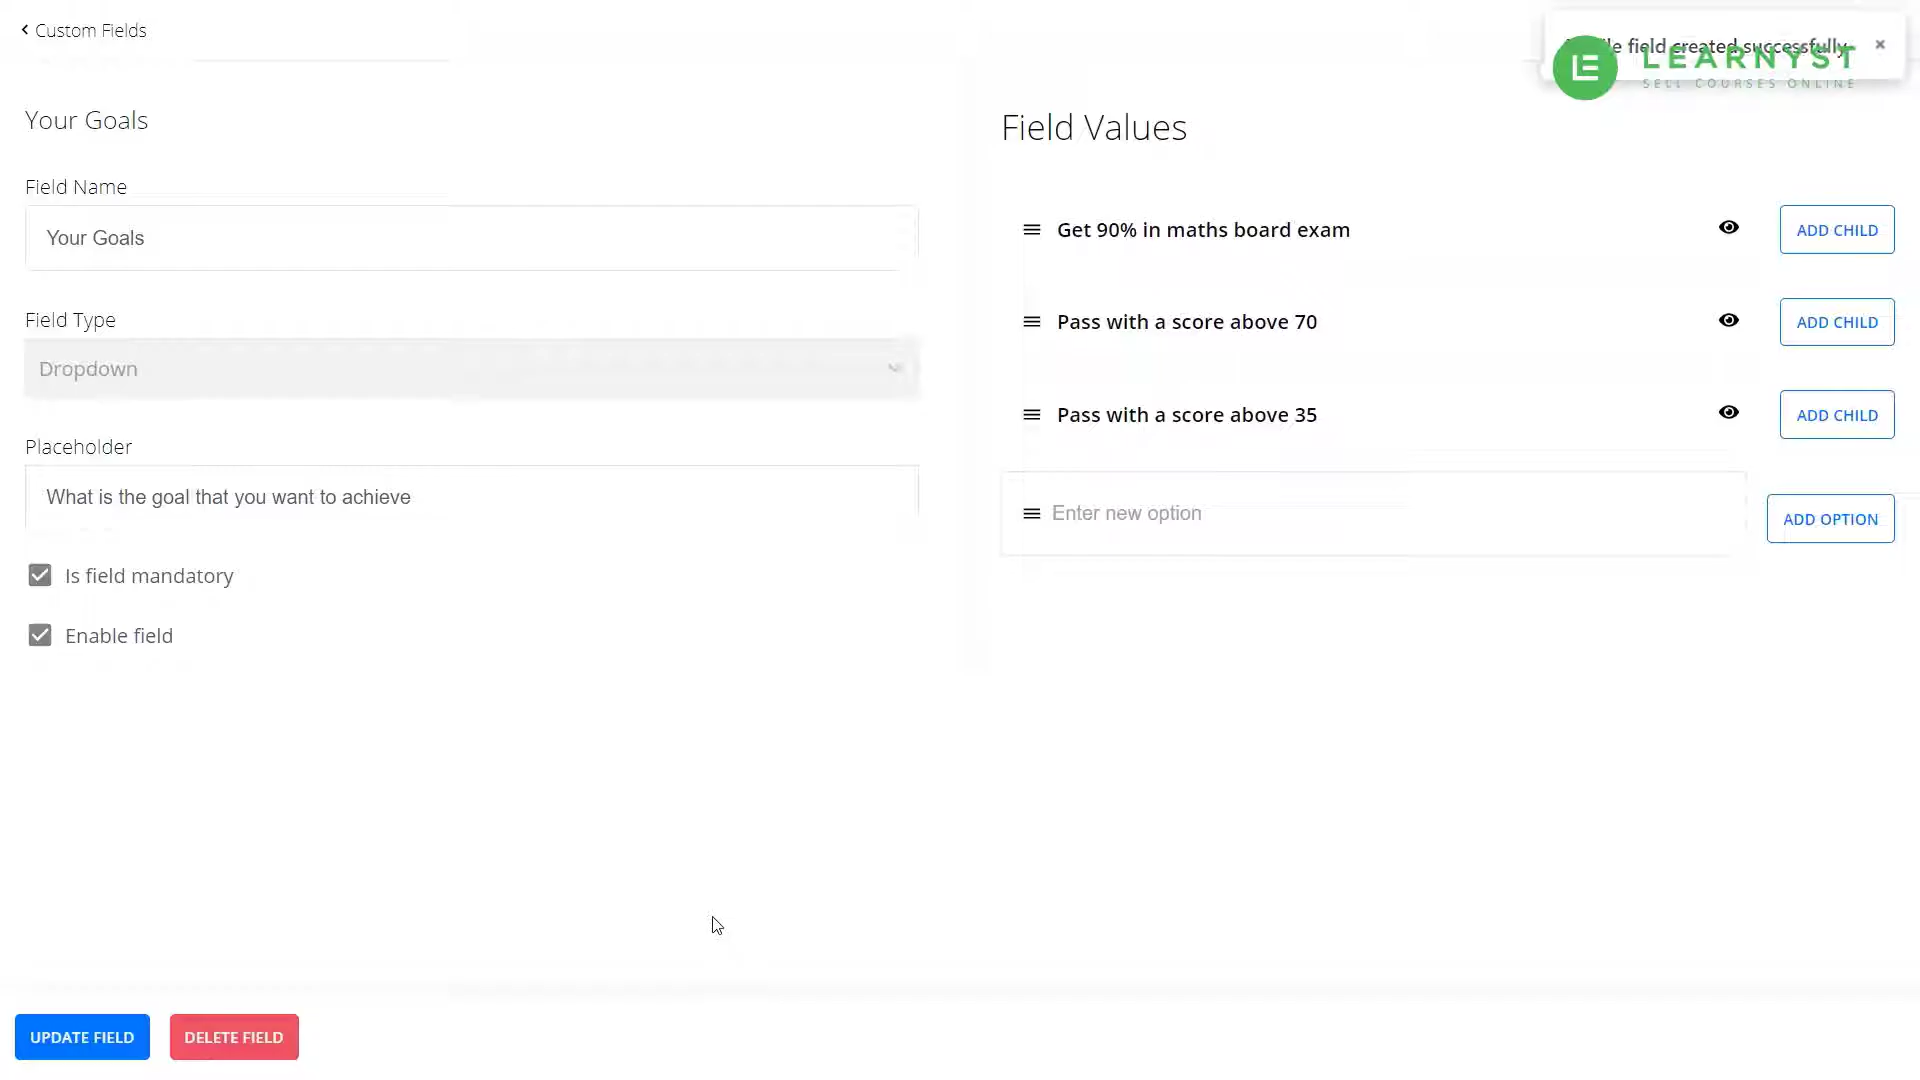 Custom Fields
field created successfully
LEARNYST
SELL COURSES ONLINE
Your Goals
Field Name
Your Goals
Field Type
Dropdown
Placeholder
What is the goal that you want to achieve
Is field mandatory
Enable field
Field Values
Get 90% in maths board exam
ADD CHILD
Pass with a score above 70
ADD CHILD
Pass with a score above 35
ADD CHILD
Enter new option
ADD OPTION
UPDATE FIELD
DELETE FIELD